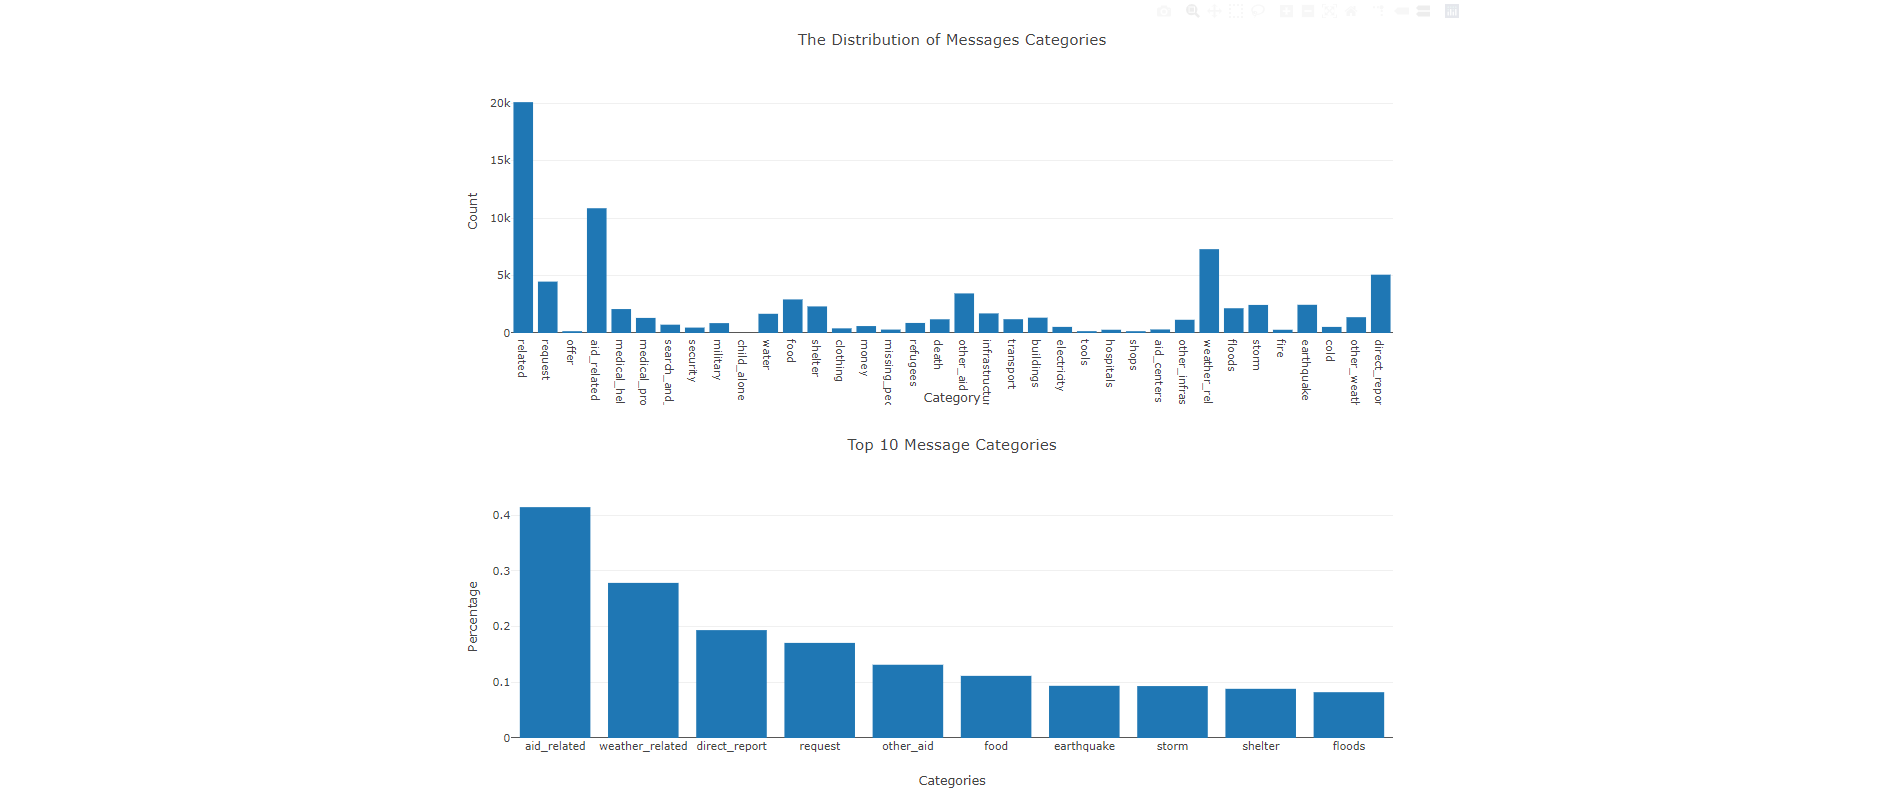 The Distribution of Messages Categories
20k
15k
10k
5k
0
Count
related
request
offer
aid_related
medical_hel
medical_pro
search_and_
security
military
child_alone
water
food
shelter
clothing
money
missing_peo
refugees
death
other_aid
infrastructur
transport
buildings
electricity
tools
hospitals
shops
aid_centers
other_infras
weather_rel
floods
storm
fire
earthquake
cold
other_weath
direct_repor
Category
Top 10 Message Categories
0.4
0.3
0.2
0.1
0
Percentage
aid_related weather_related direct_report request other_aid food earthquake storm shelter floods
Categories